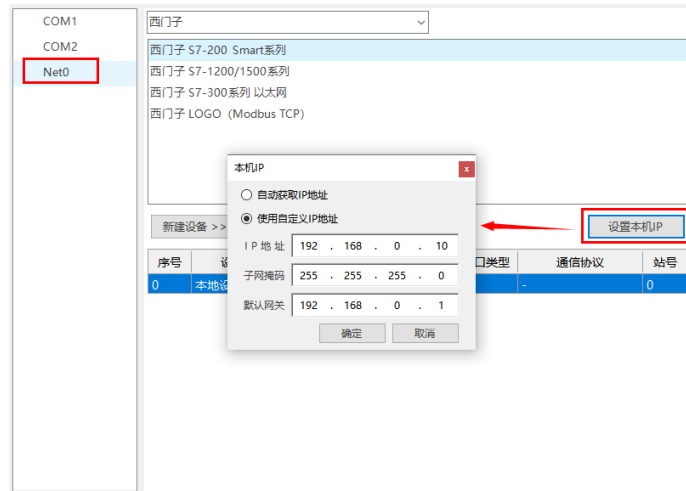 COM1
COM2
Net0
西门子
西门子 S7-200 Smart系列
西门子 S7-1200/1500系列
西门子 S7-300系列 以太网
西门子 LOGO（Modbus TCP）
本机IP
x
自动获取IP地址
使用自定义IP地址
IP地址 192 . 168 . 0 . 10
子网掩码 255 . 255 . 255 . 0
默认网关 192 . 168 . 0 . 1
确定 取消
新建设备 >> 设置本机IP
序号 设 口类型 通信协议 站号
0 本地设 - 0